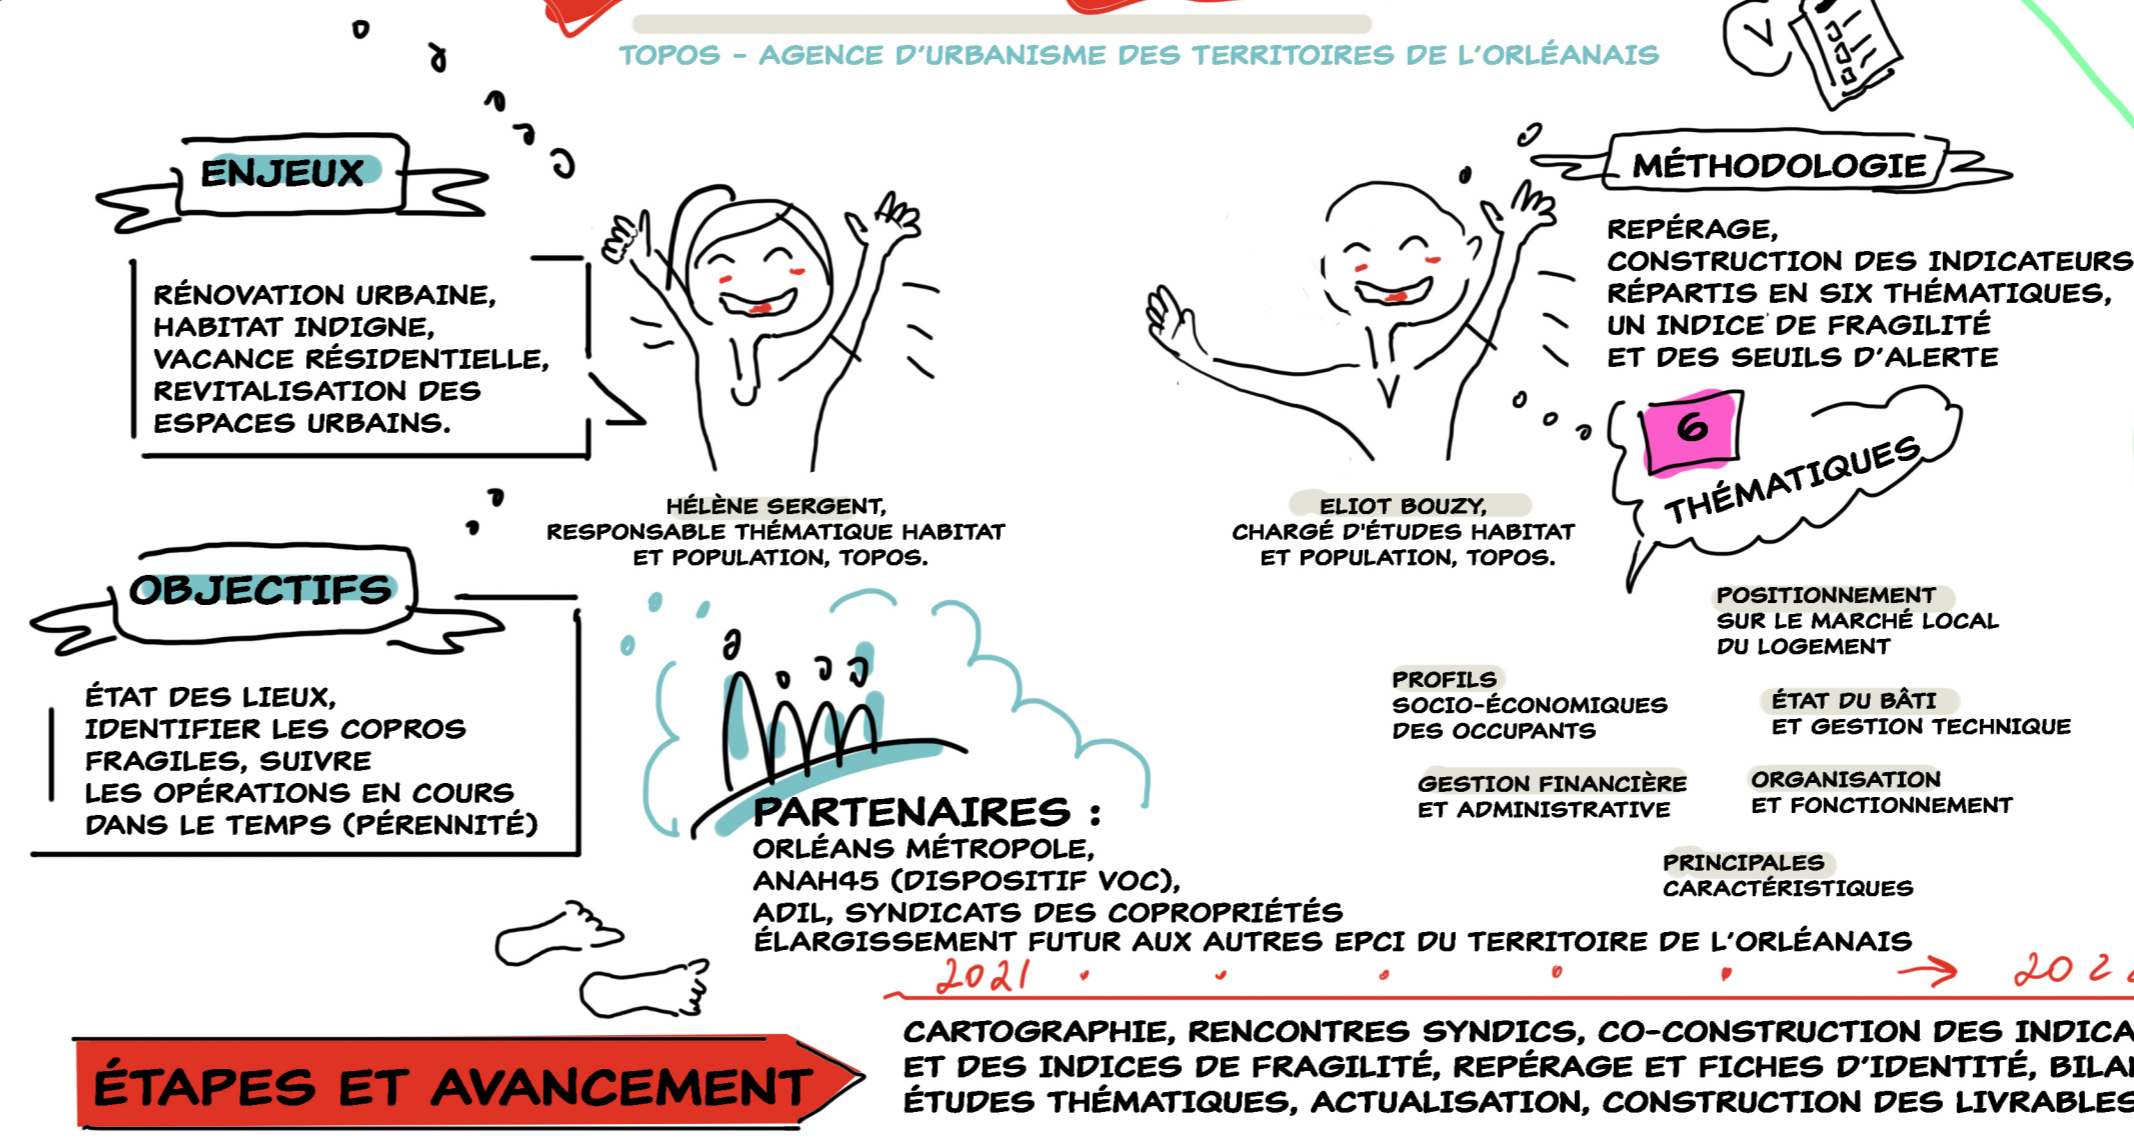 TOPOS - AGENCE D'URBANISME DES TERRITOIRES DE L'ORLÉANAIS
ENJEUX
RÉNOVATION URBAINE,
HABITAT INDIGNE,
VACANCE RÉSIDENTIELLE,
REVITALISATION DES
ESPACES URBAINS.
HÉLÈNE SERGENT,
RESPONSABLE THÉMATIQUE HABITAT
ET POPULATION, TOPOS.
ELIOT BOUZY,
CHARGÉ D'ÉTUDES HABITAT
ET POPULATION, TOPOS.
MÉTHODOLOGIE
REPÉRAGE,
CONSTRUCTION DES INDICATEURS
RÉPARTIS EN SIX THÉMATIQUES,
UN INDICE DE FRAGILITÉ
ET DES SEUILS D'ALERTE
6
THÉMATIQUES
POSITIONNEMENT
SUR LE MARCHÉ LOCAL
DU LOGEMENT
PROFILS
SOCIO-ÉCONOMIQUES
DES OCCUPANTS
ÉTAT DU BÂTI
ET GESTION TECHNIQUE
GESTION FINANCIÈRE
ET ADMINISTRATIVE
ORGANISATION
ET FONCTIONNEMENT
PRINCIPALES
CARACTÉRISTIQUES
OBJECTIFS
ÉTAT DES LIEUX,
IDENTIFIER LES COPROS
FRAGILES, SUIVRE
LES OPÉRATIONS EN COURS
DANS LE TEMPS (PÉRENNITÉ)
PARTENAIRES :
ORLÉANS MÉTROPOLE,
ANAH45 (DISPOSITIF VOC),
ADIL, SYNDICATS DES COPROPRIÉTÉS
ÉLARGISSEMENT FUTUR AUX AUTRES EPCI DU TERRITOIRE DE L'ORLÉANAIS
2021
ÉTAPES ET AVANCEMENT
CARTOGRAPHIE, RENCONTRES SYNDICS, CO-CONSTRUCTION DES
ET DES INDICES DE FRAGILITÉ, REPÉRAGE ET FICHES D'IDENTITÉ,
ÉTUDES THÉMATIQUES, ACTUALISATION, CONSTRUCTION DES LIVRABLES